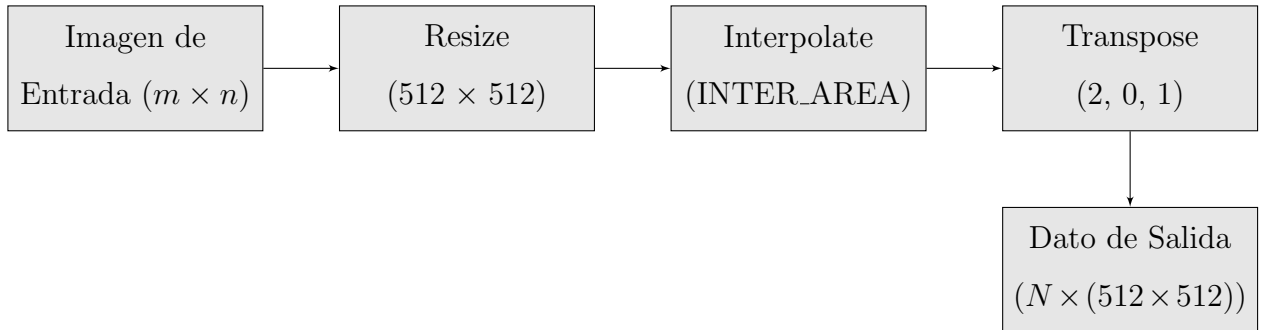 Imagen de
Entrada (m × n)
Resize
(512 × 512)
Interpolate
(INTER_AREA)
Transpose
(2, 0, 1)
Dato de Salida
(N × (512 × 512))